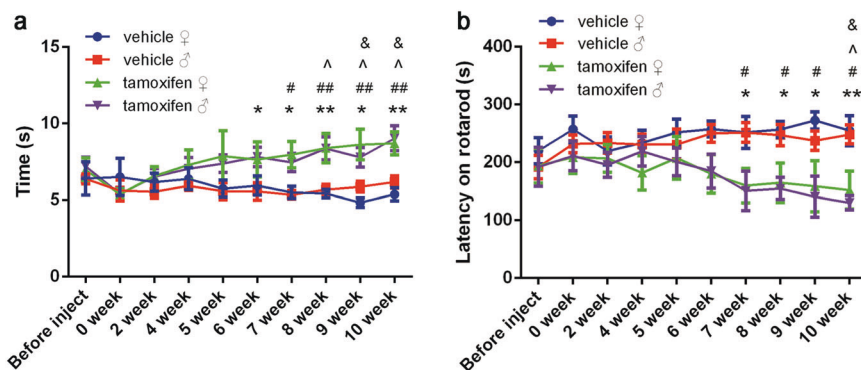 a
vehicle ♀
vehicle ♂
tamoxifen ♀
tamoxifen ♂
& &
^ ^ ^
# ## ## ##
* * ** * **
Time (s)
15
10
5
0
Before inject
0 week
2 week
4 week
5 week
6 week
7 week
8 week
9 week
10 week
b
vehicle ♀
vehicle ♂
tamoxifen ♀
tamoxifen ♂
&
^
# # # #
* * * **
Latency on rotarod (s)
400
300
200
100
0
Before inject
0 week
2 week
4 week
5 week
6 week
7 week
8 week
9 week
10 week